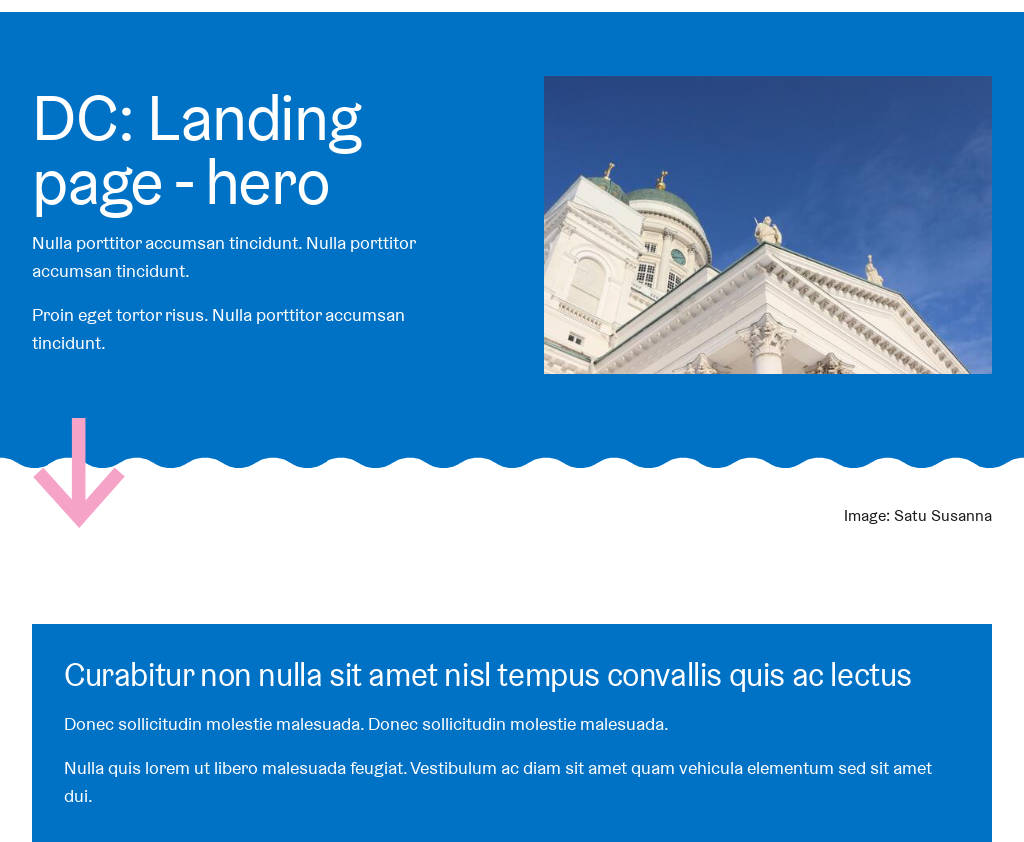 DC: Landing
page - hero
Nulla porttitor accumsan tincidunt. Nulla porttitor
accumsan tincidunt.
Proin eget tortor risus. Nulla porttitor accumsan
tincidunt.
Image: Satu Susanna
Curabitur non nulla sit amet nisl tempus convallis quis ac lectus
Donec sollicitudin molestie malesuada. Donec sollicitudin molestie malesuada.
Nulla quis lorem ut libero malesuada feugiat. Vestibulum ac diam sit amet quam vehicula elementum sed sit amet
dui.